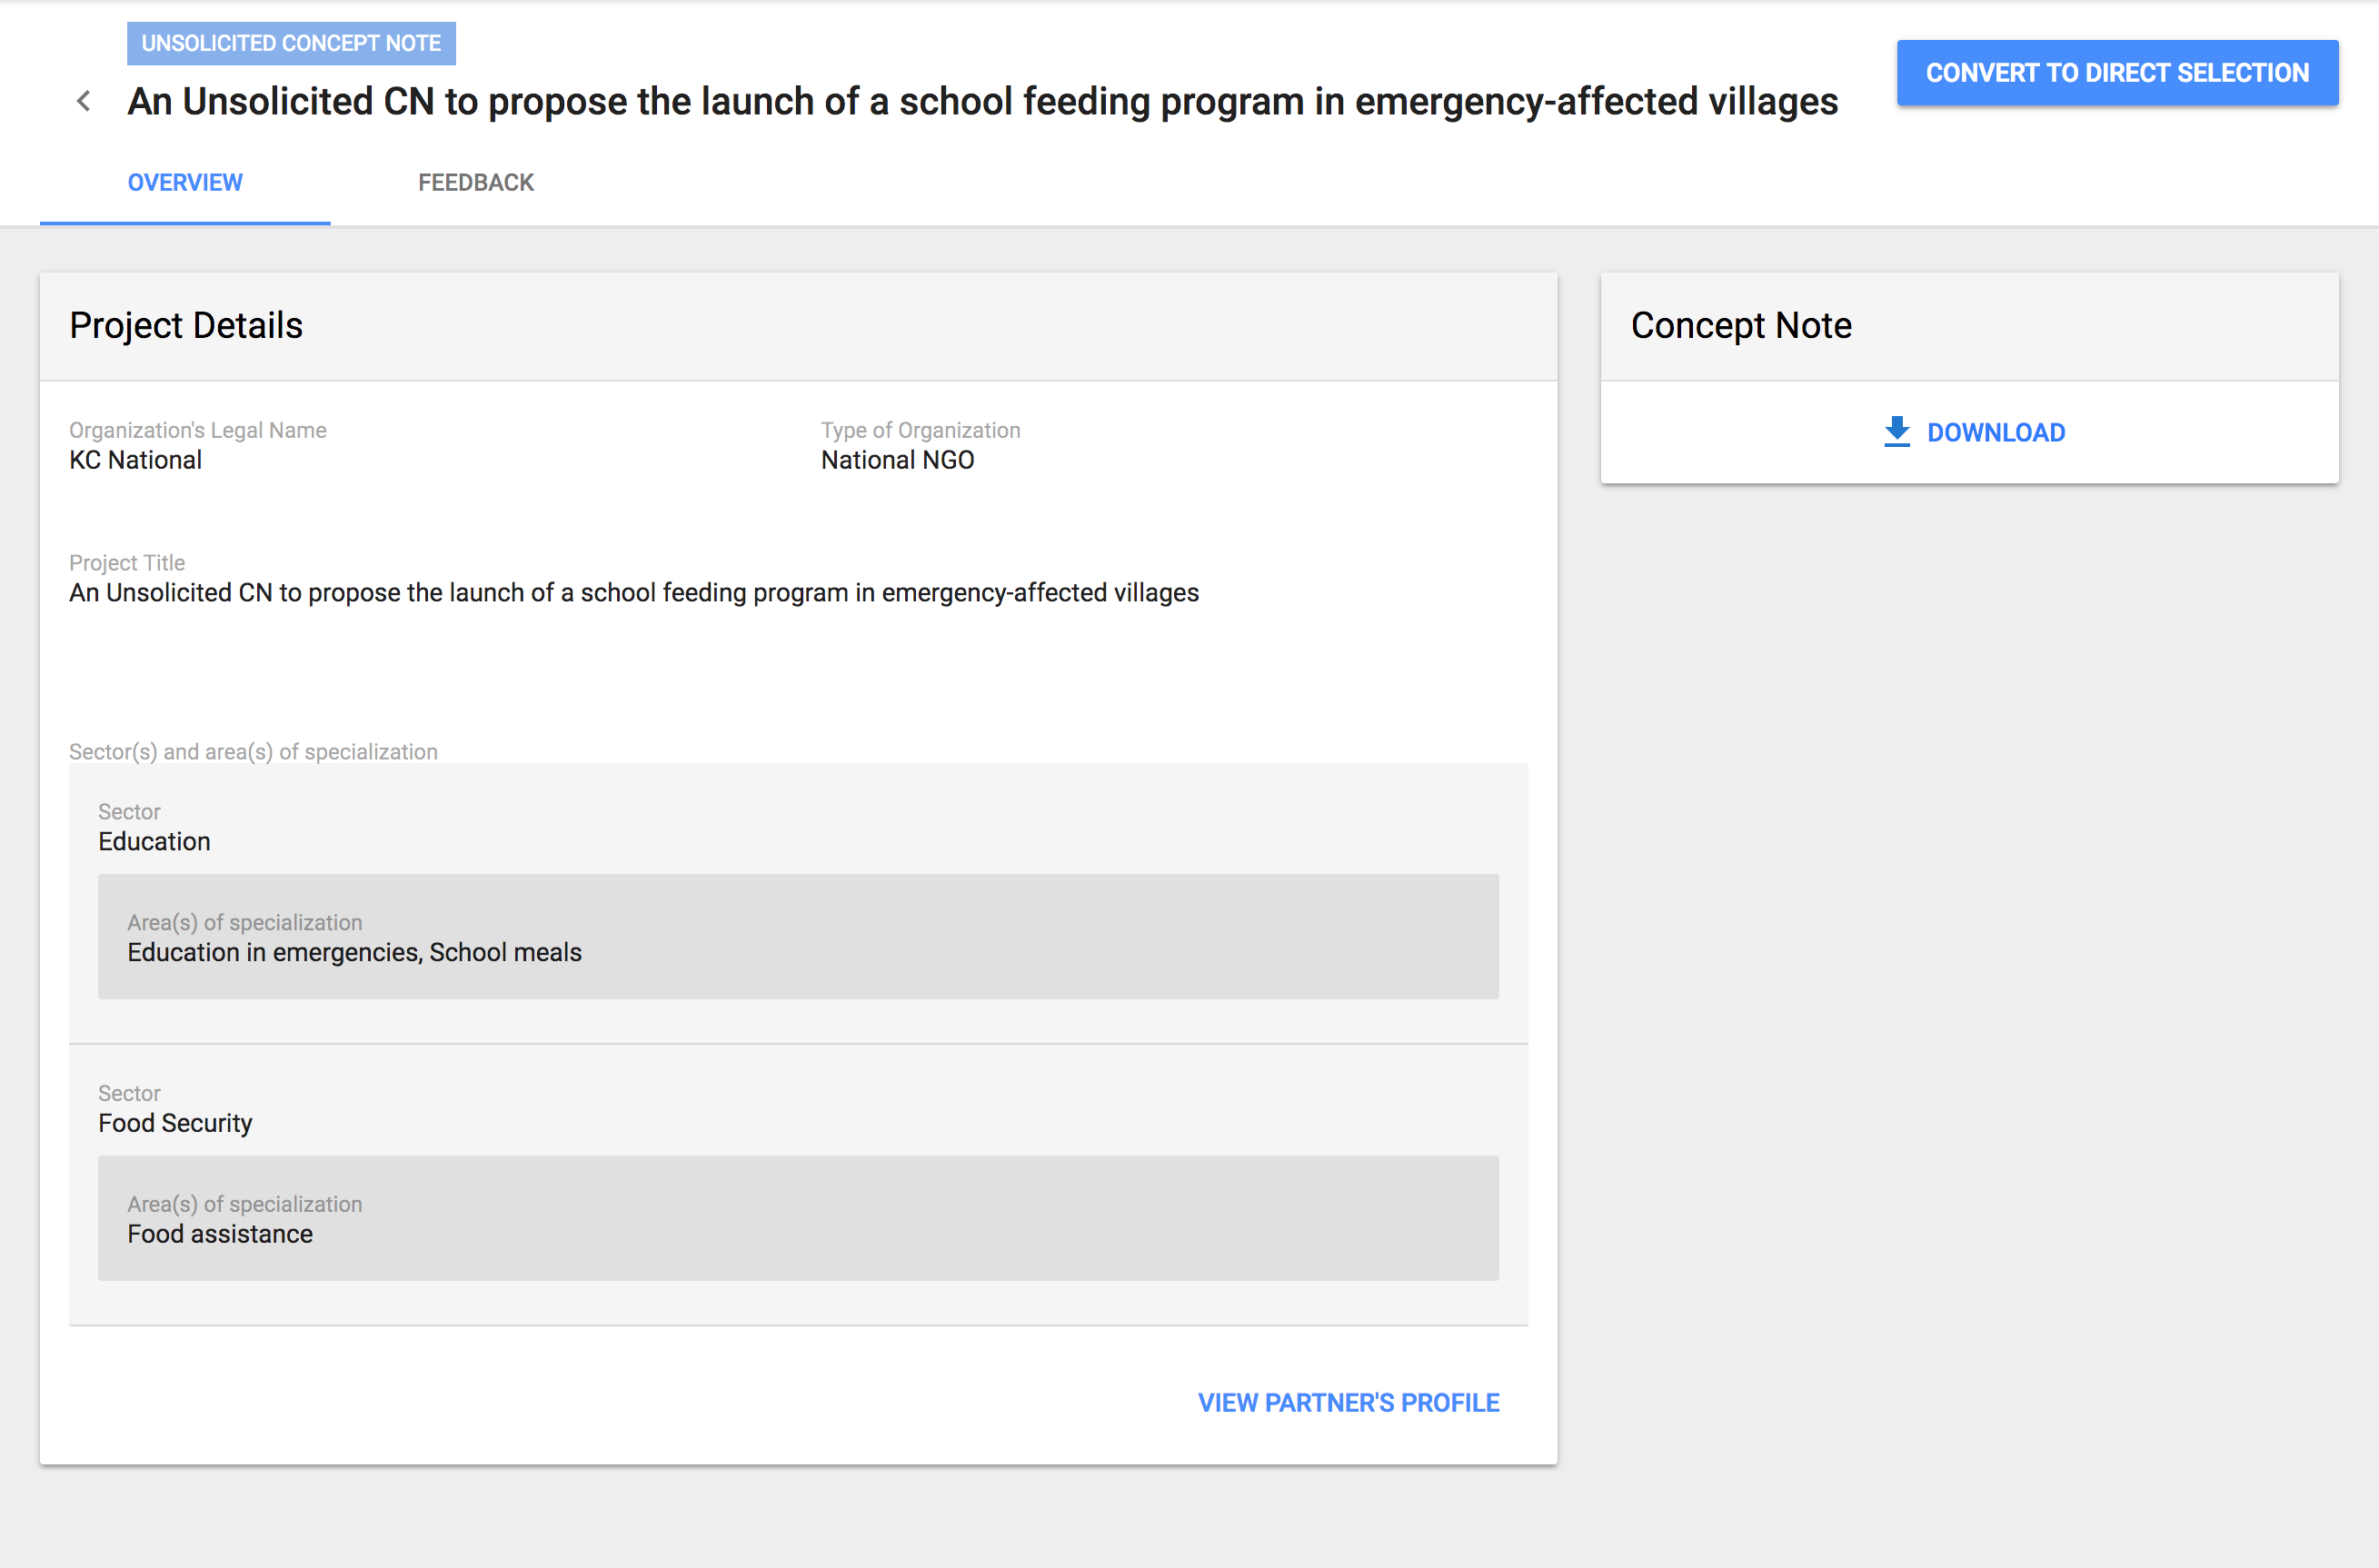 UNSOLICITED CONCEPT NOTE
An Unsolicited CN to propose the launch of a school feeding program in emergency-affected villages
CONVERT TO DIRECT SELECTION
OVERVIEW
FEEDBACK
Project Details
Organization's Legal Name
KC National
Type of Organization
National NGO
Project Title
An Unsolicited CN to propose the launch of a school feeding program in emergency-affected villages
Sector(s) and area(s) of specialization
Sector
Education
Area(s) of specialization
Education in emergencies, School meals
Sector
Food Security
Area(s) of specialization
Food assistance
VIEW PARTNER'S PROFILE
Concept Note
DOWNLOAD